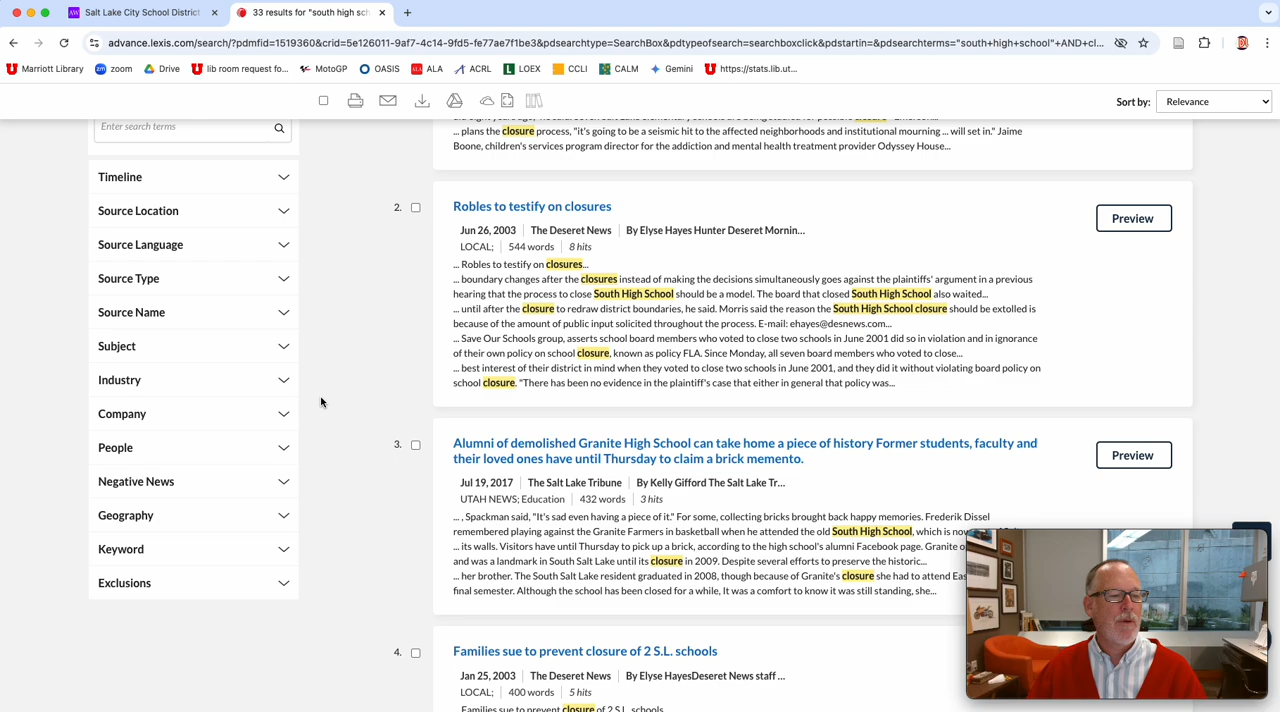 Salt Lake City School District
33 results for "south high sch
advance.lexis.com/search/?pdmfid=1519360&crid=5e126011-9af7-4c14-9fd5-fe77ae7f1be3&pdsearchtype=SearchBox&pdtypeofsearch=searchboxclick&pdstartin=&pdsearchterms="south+high+school"+AND+cl...
Marriott Library
zoom
Drive
lib room request fo...
MotoGP
OASIS
ALA
ACRL
LOEX
CCLI
CALM
Gemini
https://stats.lib.ut...
Sort by:
Relevance
Enter search terms
Timeline
Source Location
Source Language
Source Type
Source Name
Subject
Industry
Company
People
Negative News
Geography
Keyword
Exclusions
... plans the closure process, "it's going to be a seismic hit to the affected neighborhoods and institutional mourning ... will set in." Jaime
Boone, children's services program director for the addiction and mental health treatment provider Odyssey House...
2.
Robles to testify on closures
Preview
Jun 26, 2003 The Deseret News By Elyse Hayes Hunter Deseret Mornin...
LOCAL; 544 words 8 hits
... Robles to testify on closures...
... boundary changes after the closures instead of making the decisions simultaneously goes against the plaintiffs' argument in a previous
hearing that the process to close South High School should be a model. The board that closed South High School also waited...
... until after the closure to redraw district boundaries, he said. Morris said the reason the South High School closure should be extolled is
because of the amount of public input solicited throughout the process. E-mail: ehayes@desnews.com...
... Save Our Schools group, asserts school board members who voted to close two schools in June 2001 did so in violation and in ignorance
of their own policy on school closure, known as policy FLA. Since Monday, all seven board members who voted to close...
... best interest of their district in mind when they voted to close two schools in June 2001, and they did it without violating board policy on
school closure. "There has been no evidence in the plaintiff's case that either in general that policy was...
3.
Alumni of demolished Granite High School can take home a piece of history Former students, faculty and
their loved ones have until Thursday to claim a brick memento.
Preview
Jul 19, 2017 The Salt Lake Tribune By Kelly Gifford The Salt Lake Tr...
UTAH NEWS; Education 432 words 3 hits
... , Spackman said, "It's sad even having a piece of it." For some, collecting bricks brought back happy memories. Frederik Dissel
remembered playing against the Granite Farmers in basketball when he attended the old South High School, which is now
... its walls. Visitors have until Thursday to pick up a brick, according to the high school's alumni Facebook page. Granite
and was a landmark in South Salt Lake until its closure in 2009. Despite several efforts to preserve the historic...
... her brother. The South Salt Lake resident graduated in 2008, though because of Granite's closure she had to attend Eas
final semester. Although the school has been closed for a while, It was a comfort to know it was still standing, she...
4.
Families sue to prevent closure of 2 S.L. schools
Jan 25, 2003 The Deseret News By Elyse HayesDeseret News staff ...
LOCAL; 400 words 5 hits
Families sue to prevent closure of 2 S.L. schools